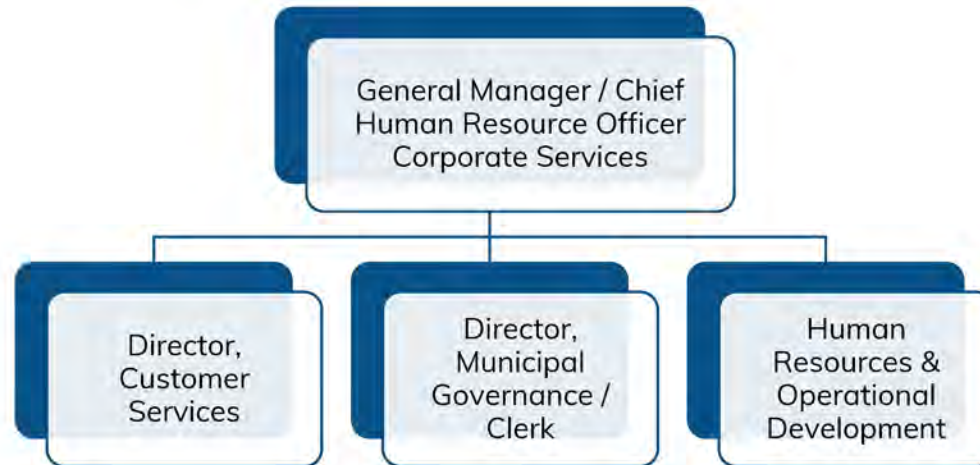 General Manager / Chief
Human Resource Officer
Corporate Services
Director,
Customer
Services
Director,
Municipal
Governance /
Clerk
Human
Resources &
Operational
Development